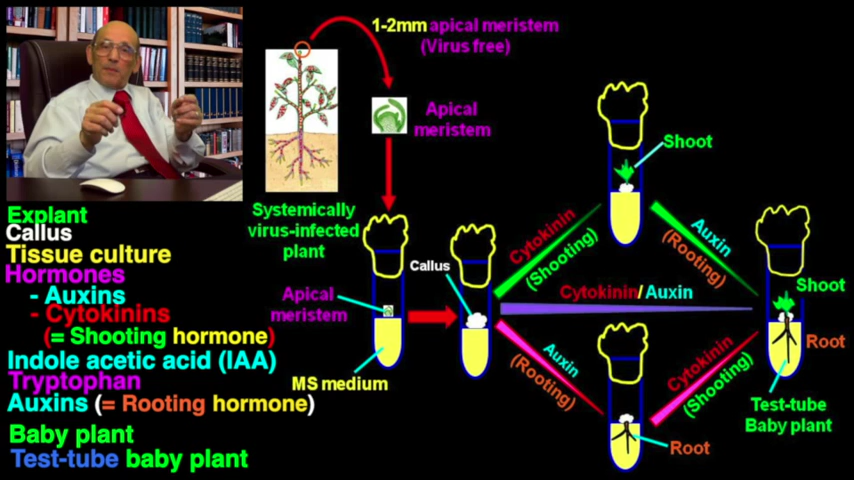 1-2mm apical meristem
(Virus free)
Apical
meristem
Systemically
virus-infected
plant
Explant
Callus
Tissue culture
Hormones
- Auxins
- Cytokinins
(= Shooting hormone)
Indole acetic acid (IAA)
Tryptophan
Auxins (= Rooting hormone)
Baby plant
Test-tube baby plant
Apical
meristem
MS medium
Callus
Cytokinin
(Shooting)
Shoot
Auxin
(Rooting)
Cytokinin/Auxin
Auxin
(Rooting)
Root
Cytokinin
(Shooting)
Shoot
Root
Test-tube
Baby plant